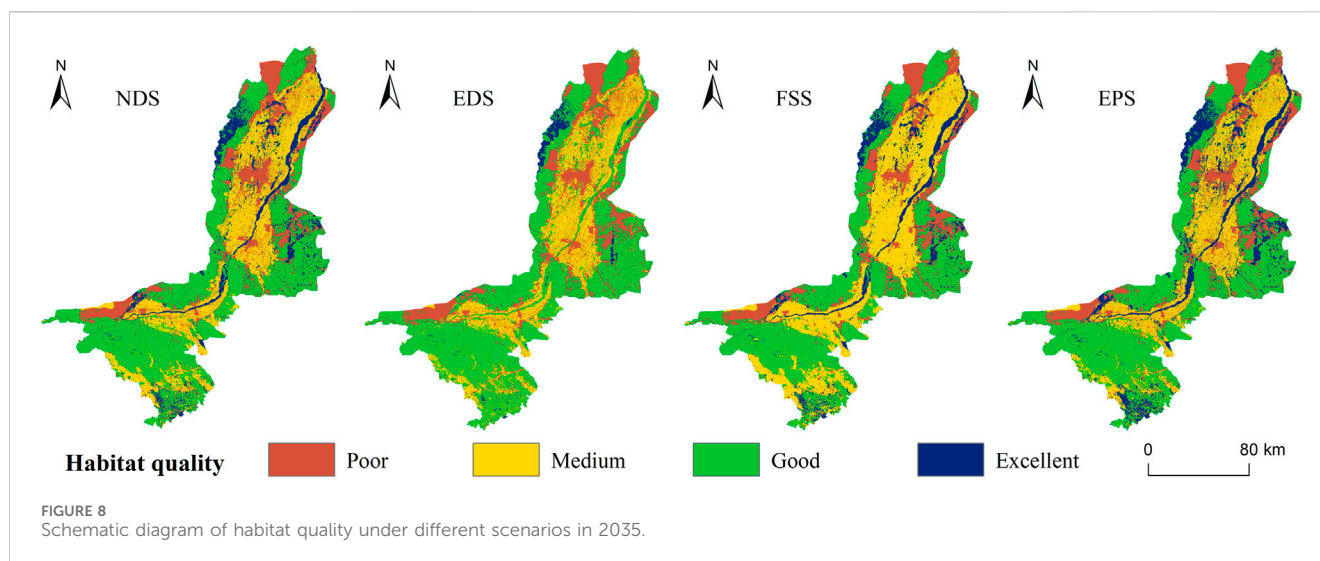 N NDS N EDS N FSS N EPS
Habitat quality Poor Medium Good Excellent 0 80 km
FIGURE 8
Schematic diagram of habitat quality under different scenarios in 2035.